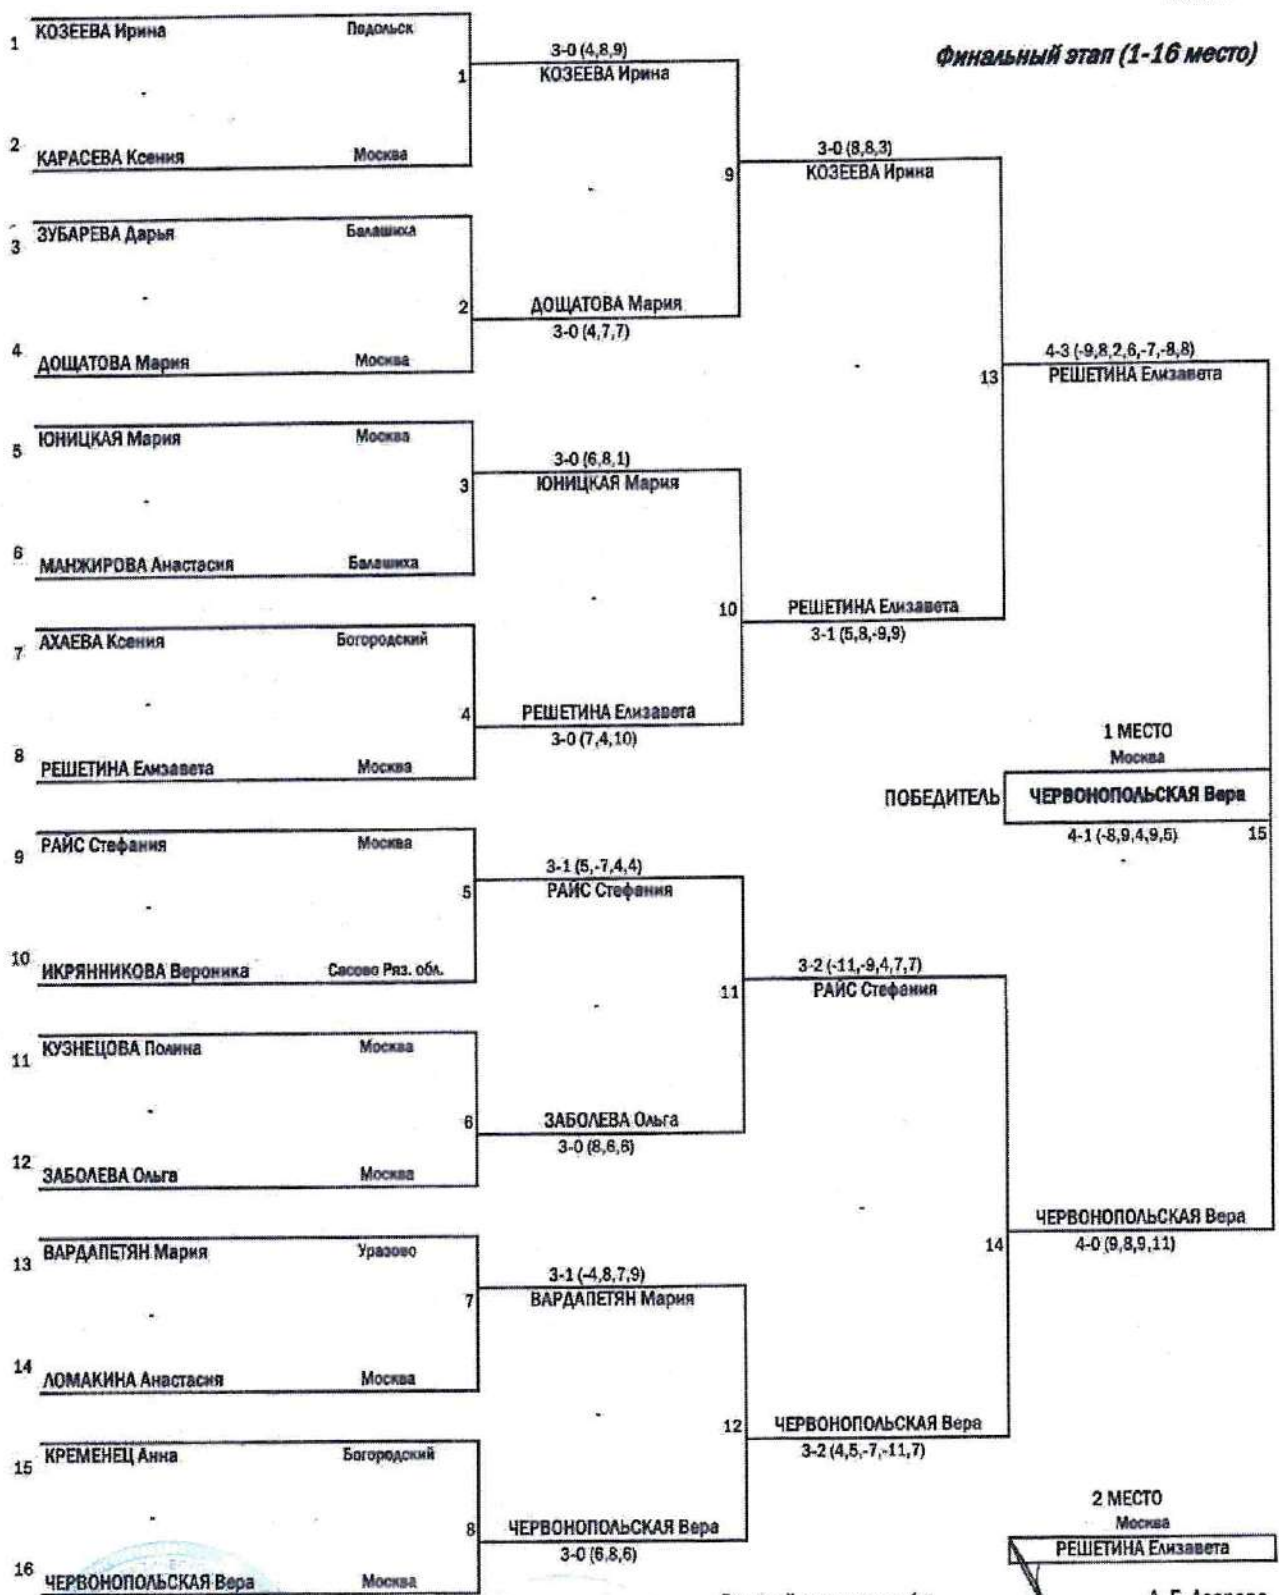 Финальный этап (1-16 место)
1 КОЗЕЕВА Ирина Подольск
3-0 (4,8,9)
1 КОЗЕЕВА Ирина
2 КАРАСЕВА Ксения Москва
3-0 (8,8,3)
9 КОЗЕЕВА Ирина
3 ЗУБАРЕВА Дарья Балашиха
2 ДОЩАТОВА Мария
3-0 (4,7,7)
4 ДОЩАТОВА Мария Москва
4-3 (-9,8,2,6,-7,-8,8)
13 РЕШЕТИНА Елизавета
5 ЮНИЦКАЯ Мария Москва
3-0 (6,8,1)
3 ЮНИЦКАЯ Мария
6 МАНЖИРОВА Анастасия Балашиха
10 РЕШЕТИНА Елизавета
3-1 (5,8,-9,9)
7 АХАЕВА Ксения Богородский
4 РЕШЕТИНА Елизавета
3-0 (7,4,10)
8 РЕШЕТИНА Елизавета Москва
1 МЕСТО
Москва
ПОБЕДИТЕЛЬ ЧЕРВОНОПОЛЬСКАЯ Вера
4-1 (-8,9,4,9,5) 15
9 РАЙС Стефания Москва
3-1 (5,-7,4,4)
5 РАЙС Стефания
10 ИКРЯННИКОВА Вероника Сасово Ряз. обл.
3-2 (-11,-9,4,7,7)
11 РАЙС Стефания
11 КУЗНЕЦОВА Полина Москва
6 ЗАБОЛЕВА Ольга
3-0 (8,6,6)
12 ЗАБОЛЕВА Ольга Москва
14 ЧЕРВОНОПОЛЬСКАЯ Вера
4-0 (9,8,9,11)
13 ВАРДАПЕТЯН Мария Уразово
3-1 (-4,8,7,9)
7 ВАРДАПЕТЯН Мария
14 ЛОМАКИНА Анастасия Москва
12 ЧЕРВОНОПОЛЬСКАЯ Вера
3-2 (4,5,-7,-11,7)
15 КРЕМЕНЕЦ Анна Богородский
8 ЧЕРВОНОПОЛЬСКАЯ Вера
3-0 (6,8,6)
16 ЧЕРВОНОПОЛЬСКАЯ Вера Москва
2 МЕСТО
Москва
РЕШЕТИНА Елизавета